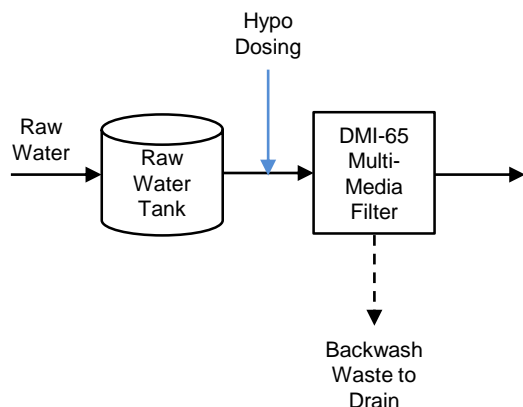 Hypo
Dosing
Raw
Water
Raw
Water
Tank
DMI-65
Multi-
Media
Filter
Backwash
Waste to
Drain